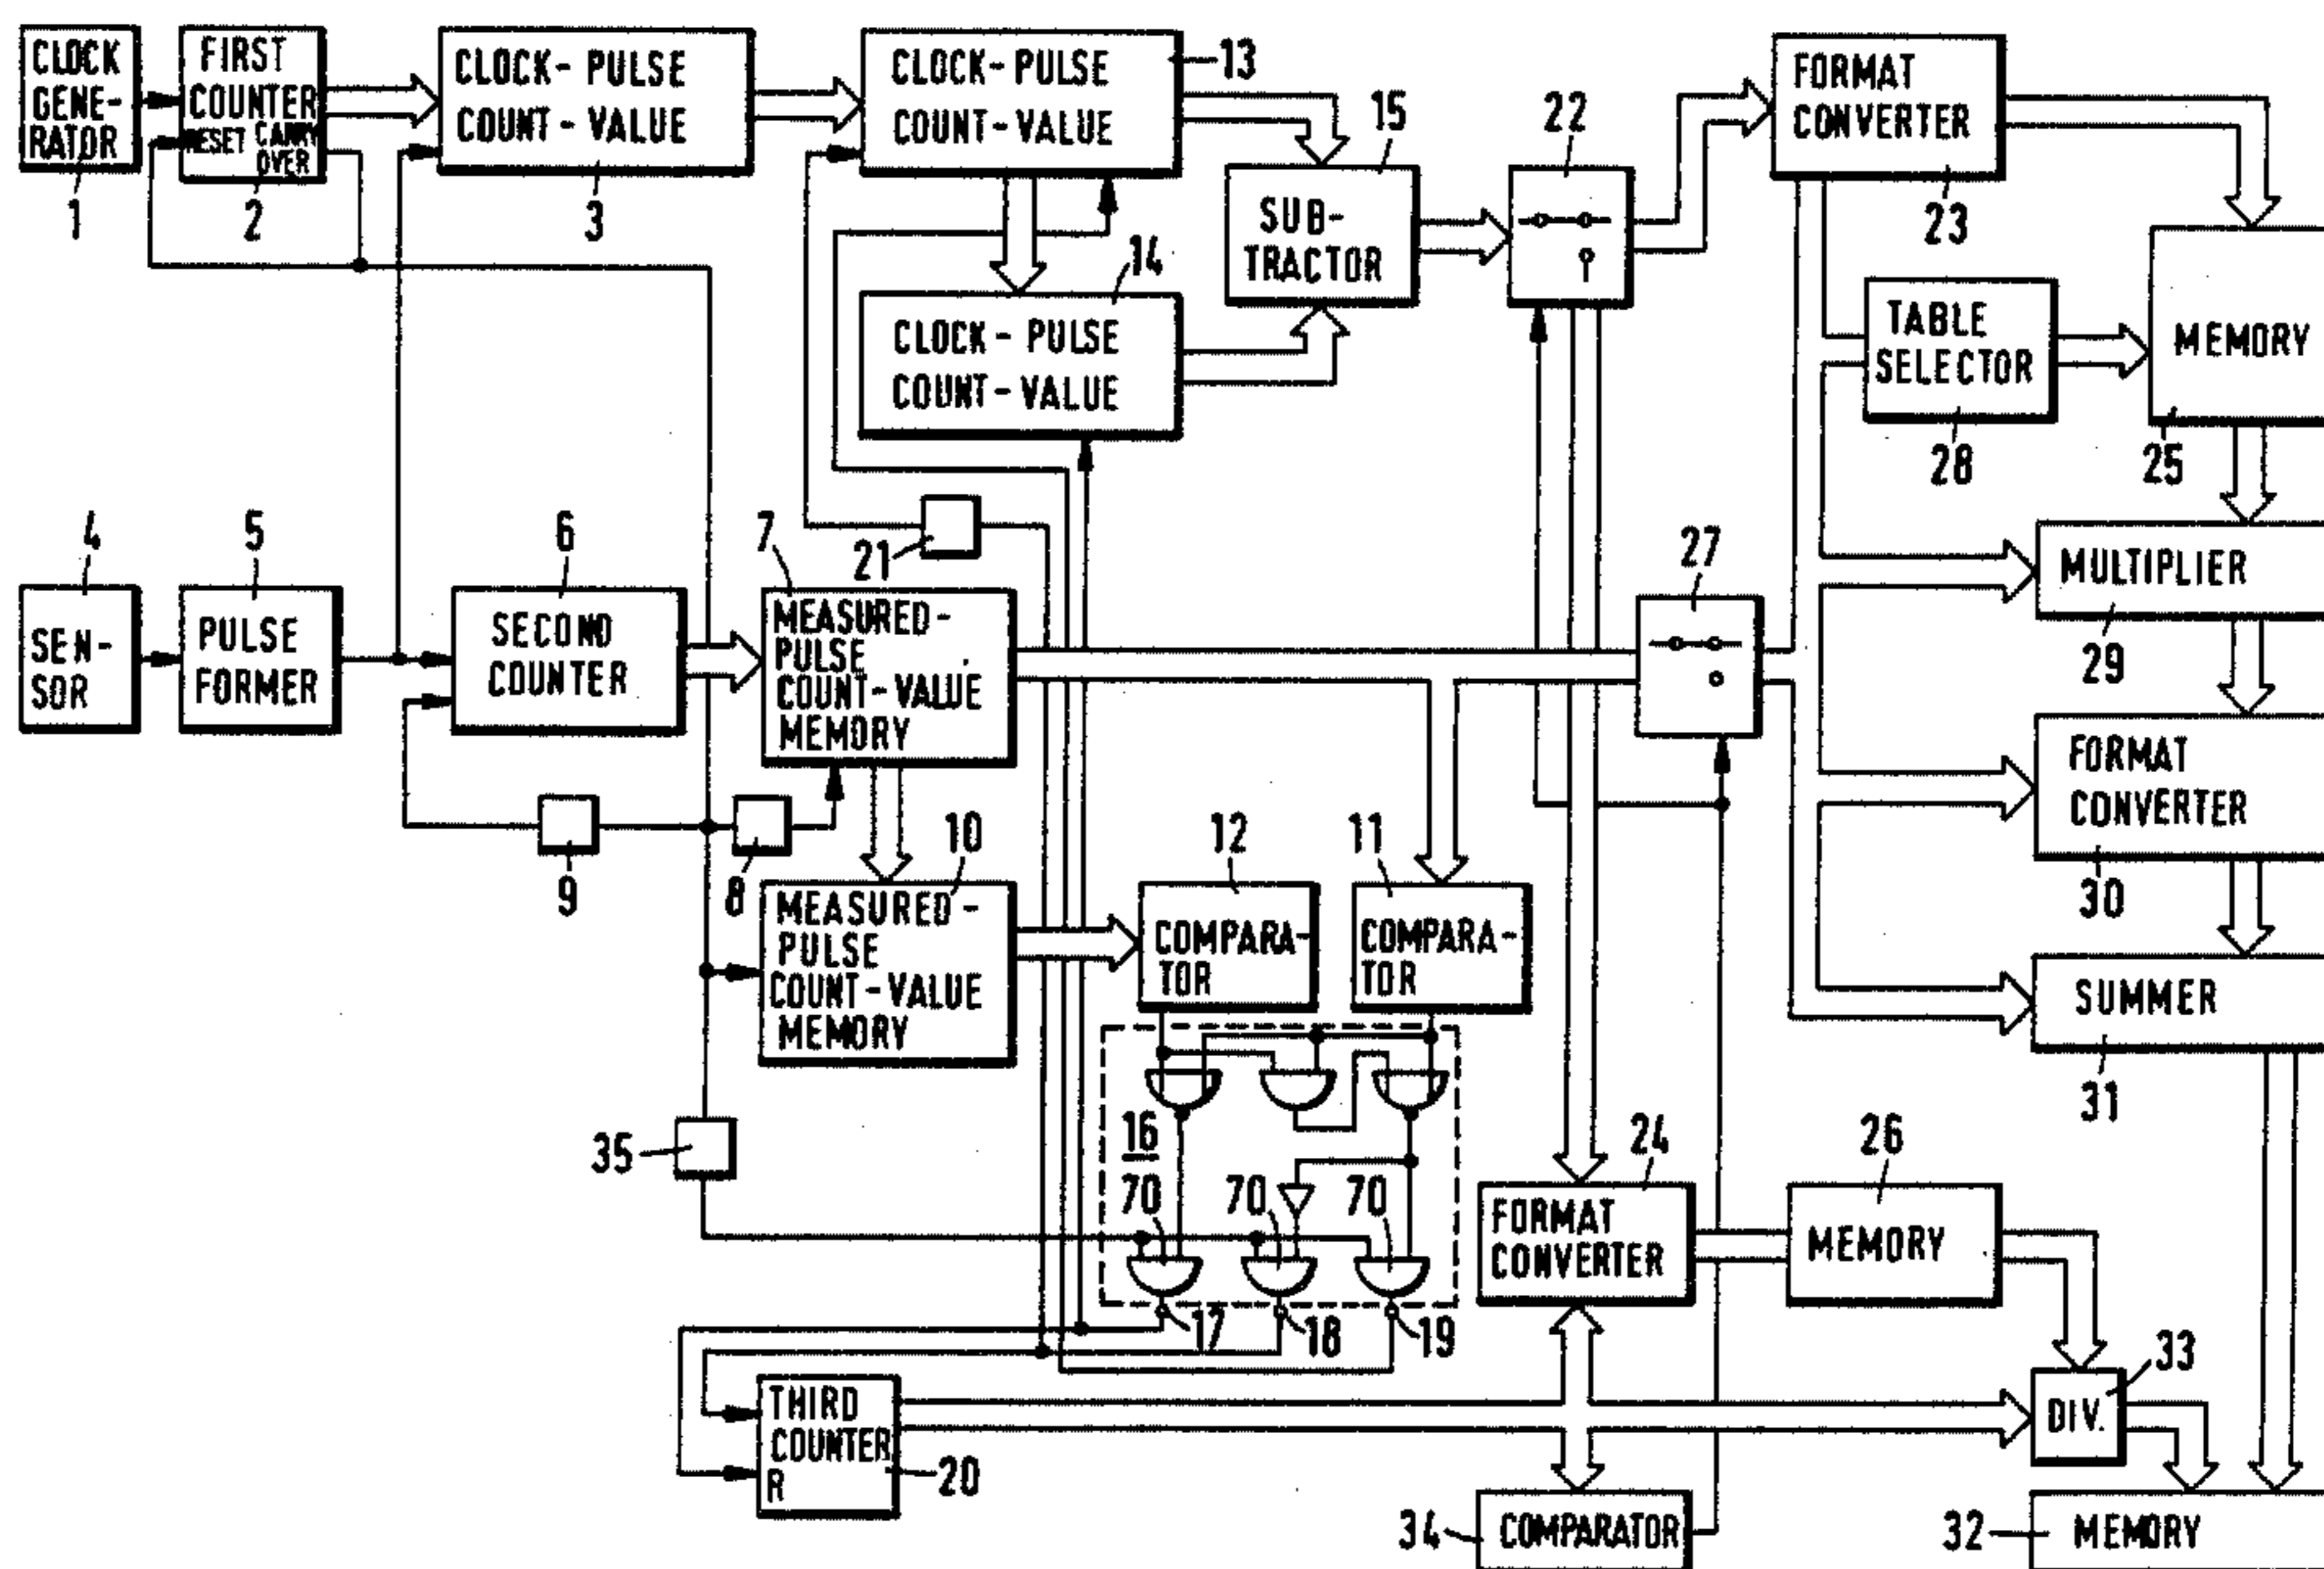 CLOCK
GENE-
RATOR
1
FIRST
COUNTER
RESET CARRY
OVER
2
CLOCK-PULSE
COUNT-VALUE
3
CLOCK-PULSE
COUNT-VALUE
13
CLOCK-PULSE
COUNT-VALUE
14
SUB-
TRACTOR
15
22
FORMAT
CONVERTER
23
TABLE
SELECTOR
28
MEMORY
25
4
SEN-
SOR
5
PULSE
FORMER
6
SECOND
COUNTER
7
MEASURED-
PULSE
COUNT-VALUE
MEMORY
21
27
MULTIPLIER
29
9
8
10
MEASURED-
PULSE
COUNT-VALUE
MEMORY
12
COMPARA-
TOR
11
COMPARA-
TOR
FORMAT
CONVERTER
30
SUMMER
31
35
16
70
70
70
17
18
19
24
FORMAT
CONVERTER
26
MEMORY
THIRD
COUNTER
R
20
33
DIV.
34
COMPARATOR
32
MEMORY